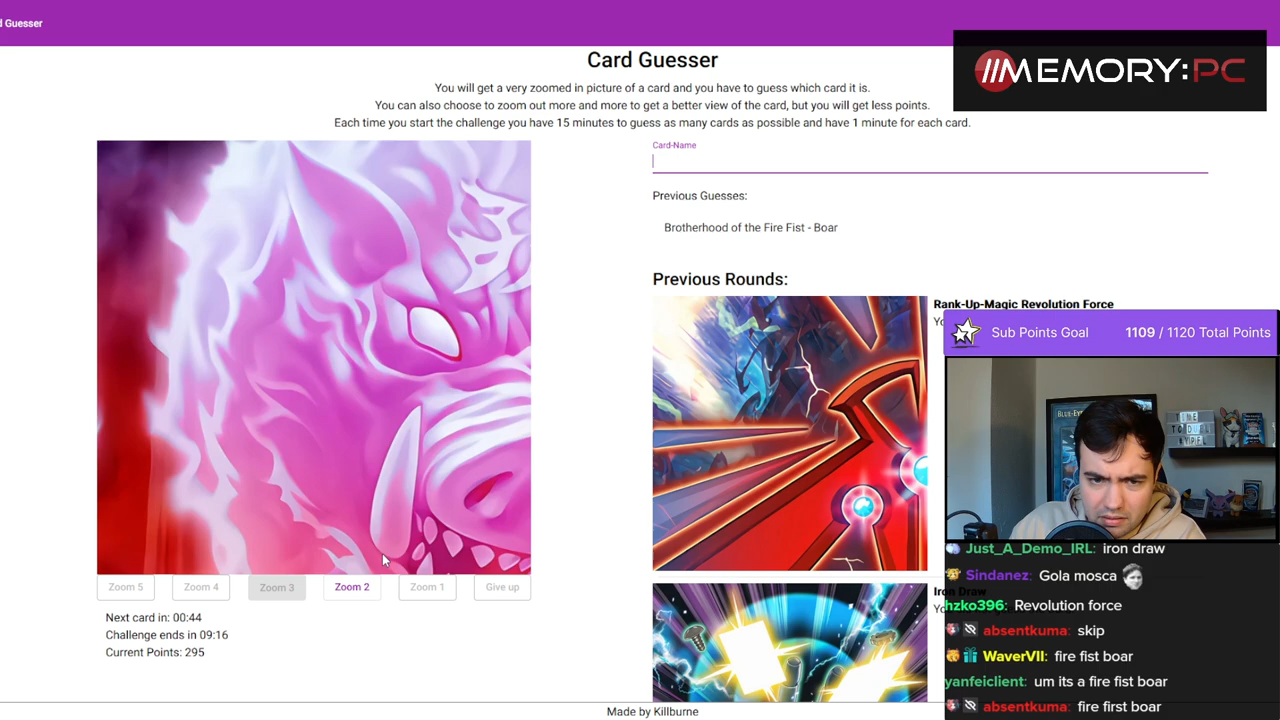 d Guesser
//MEMORY:PC
Card Guesser
You will get a very zoomed in picture of a card and you have to guess which card it is.
You can also choose to zoom out more and more to get a better view of the card, but you will get less points.
Each time you start the challenge you have 15 minutes to guess as many cards as possible and have 1 minute for each card.
Card-Name
Previous Guesses:
Brotherhood of the Fire Fist - Boar
Previous Rounds:
Rank-Up-Magic Revolution Force
Sub Points Goal 1109 / 1120 Total Points
TIME TO DUEL
Iron Draw
Just_A_Demo_IRL: iron draw
Sindanez: Gola mosca
hzko396: Revolution force
absentkuma: skip
WaverVII: fire fist boar
yanfeiclient: um its a fire fist boar
absentkuma: fire first boar
Zoom 5 Zoom 4 Zoom 3 Zoom 2 Zoom 1 Give up
Next card in: 00:44
Challenge ends in 09:16
Current Points: 295
Made by Killburne